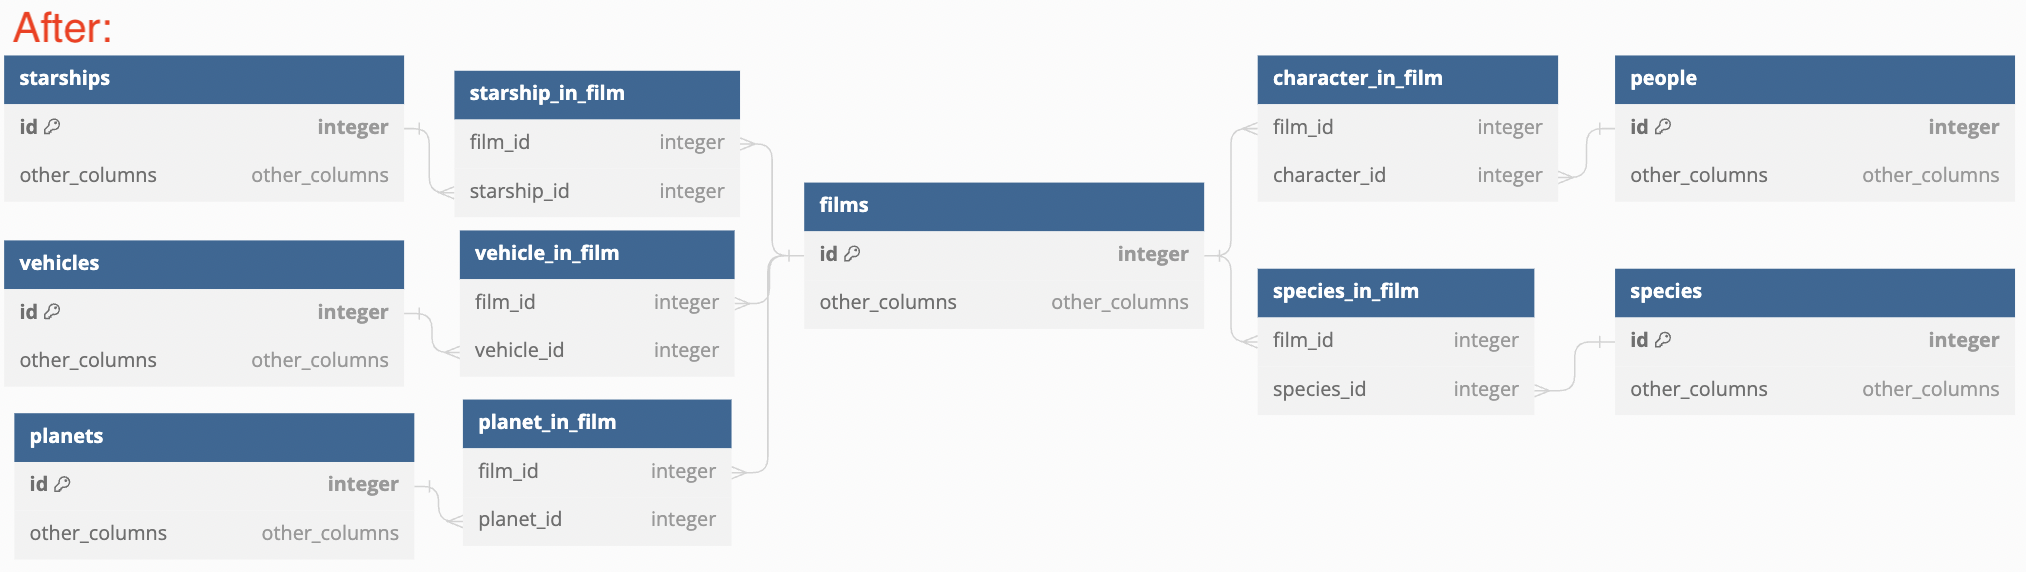 After:
starships
id integer
other_columns other_columns
vehicles
id integer
other_columns other_columns
planets
id integer
other_columns other_columns
starship_in_film
film_id integer
starship_id integer
vehicle_in_film
film_id integer
vehicle_id integer
planet_in_film
film_id integer
planet_id integer
films
id integer
other_columns other_columns
character_in_film
film_id integer
character_id integer
species_in_film
film_id integer
species_id integer
people
id integer
other_columns other_columns
species
id integer
other_columns other_columns